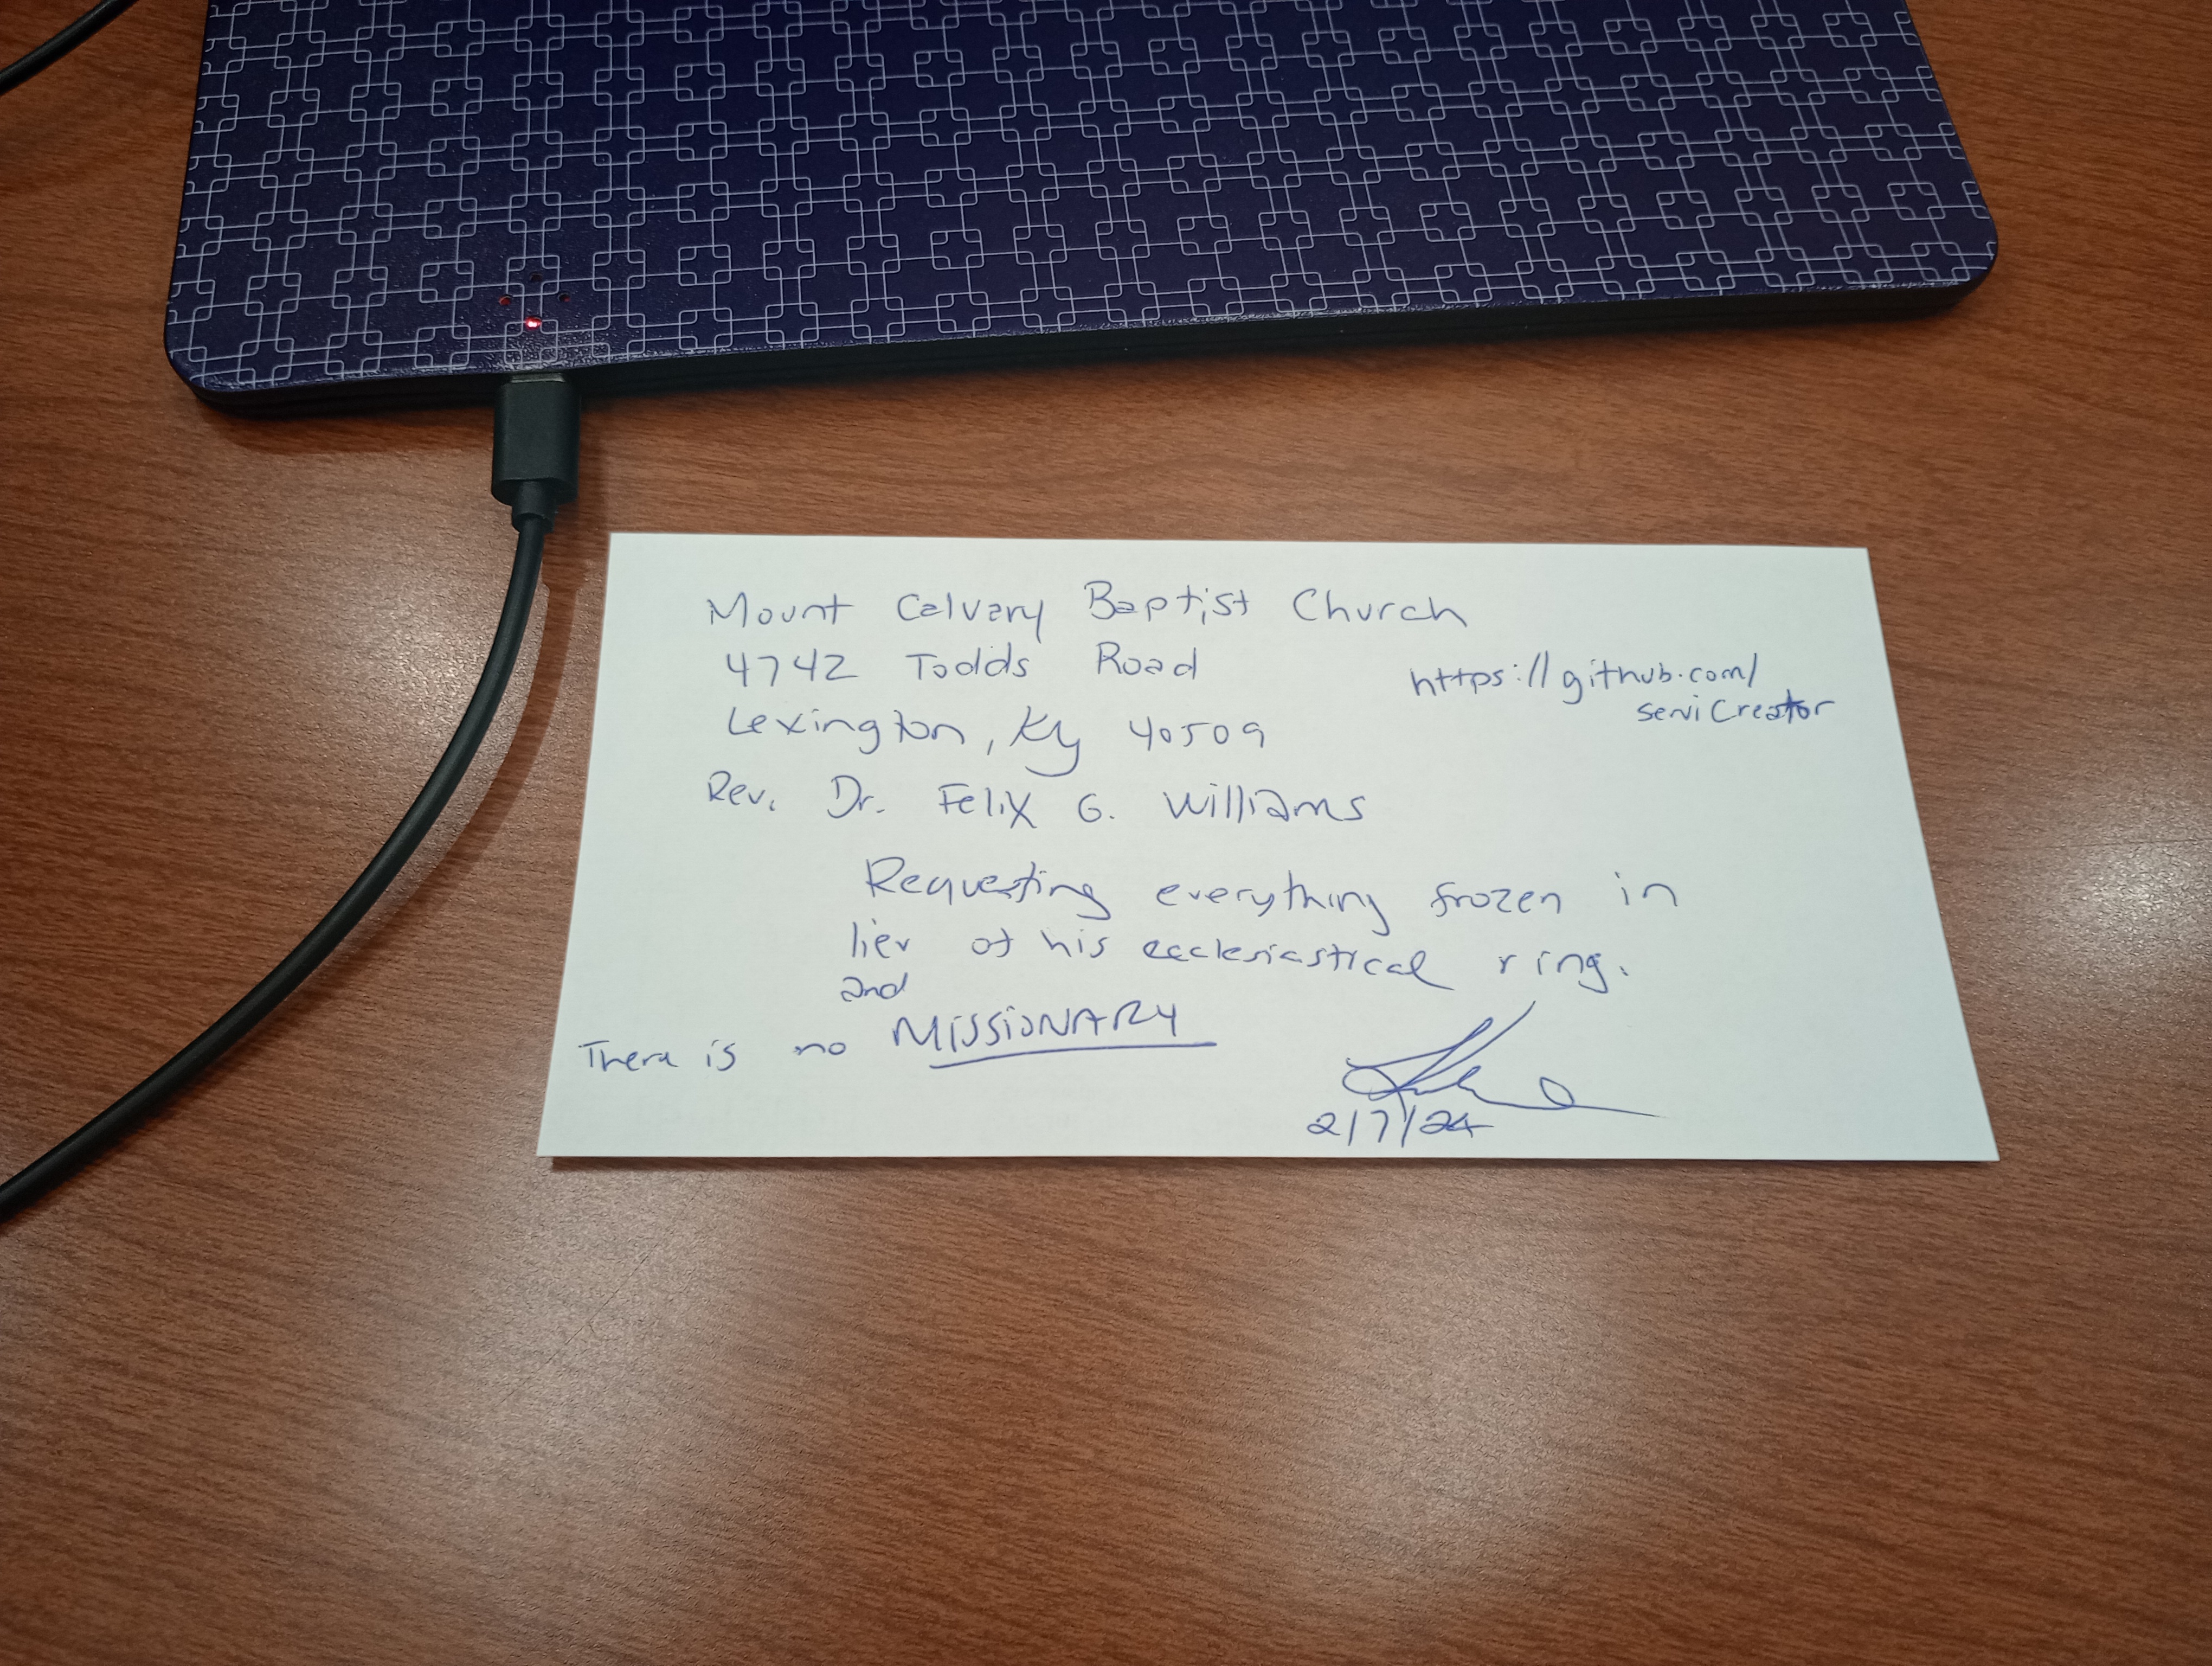 Mount Calvary Baptist Church
4742 Todds Road
https://github.com/
serviCreator
Lexington, Ky 40509
Rev. Dr. Felix G. Williams
Requesting everything frozen in
lieu of his ecclesiastical ring.
and
There is no MISSIONARY
2/7/24